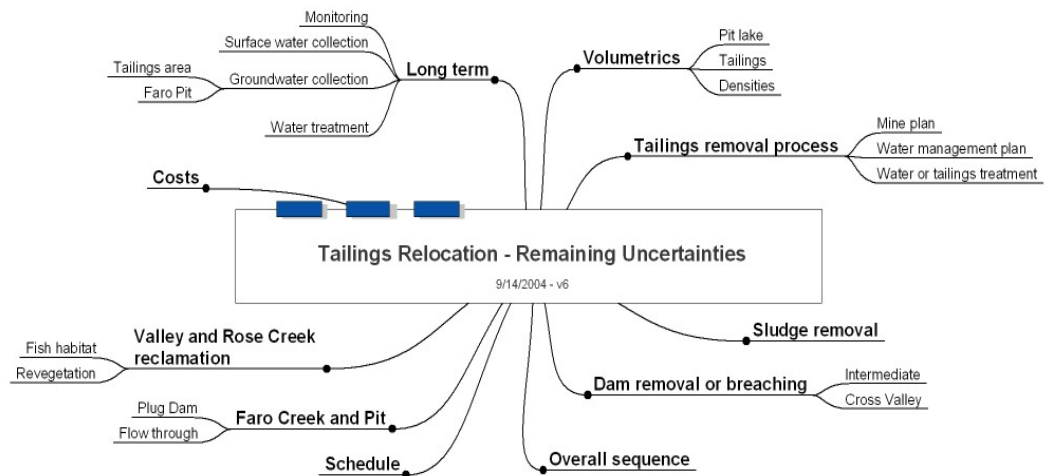 Monitoring
Surface water collection
Long term
Tailings area
Groundwater collection
Faro Pit
Water treatment
Costs
Volumetrics
Pit lake
Tailings
Densities
Tailings removal process
Mine plan
Water management plan
Water or tailings treatment
Tailings Relocation - Remaining Uncertainties
9/14/2004 - v6
Valley and Rose Creek
reclamation
Fish habitat
Revegetation
Plug Dam
Faro Creek and Pit
Flow through
Schedule
Sludge removal
Dam removal or breaching
Intermediate
Cross Valley
Overall sequence